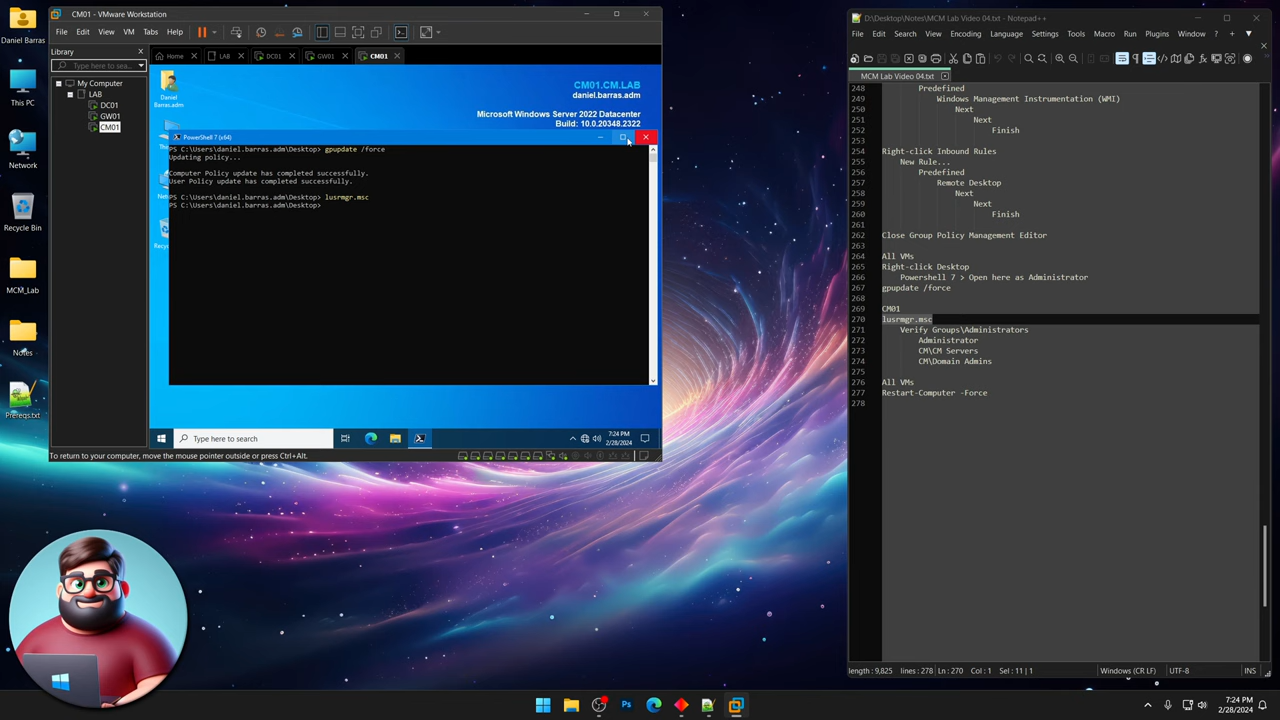 Daniel Barras
This PC
Network
Recycle Bin
MCM_Lab
Notes
Prereqs.txt
CM01 - VMware Workstation
File Edit View VM Tabs Help
Library
Type here to sea...
My Computer
LAB
DC01
GW01
CM01
Home LAB DC01 GW01 CM01
Daniel
Barras.adm
CM01.CM.LAB
daniel.barras.adm
Microsoft Windows Server 2022 Datacenter
Build: 10.0.20348.2322
PowerShell 7 (x64)
PS C:\Users\daniel.barras.adm\Desktop> gpupdate /force
Updating policy...
Computer Policy update has completed successfully.
User Policy update has completed successfully.
PS C:\Users\daniel.barras.adm\Desktop> lusrmgr.msc
PS C:\Users\daniel.barras.adm\Desktop>
Type here to search
7:24 PM
2/28/2024
To return to your computer, move the mouse pointer outside or press Ctrl+Alt.
D:\Desktop\Notes\MCM Lab Video 04.txt - Notepad++
File Edit Search View Encoding Language Settings Tools Macro Run Plugins Window ?
MCM Lab Video 04.txt
248 Predefined
249 Windows Management Instrumentation (WMI)
250 Next
251 Next
252 Finish
253
254 Right-click Inbound Rules
255 New Rule...
256 Predefined
257 Remote Desktop
258 Next
259 Next
260 Finish
261
262 Close Group Policy Management Editor
263
264 All VMs
265 Right-click Desktop
266 Powershell 7 > Open here as Administrator
267 gpupdate /force
268
269 CM01
270 lusrmgr.msc
271 Verify Groups\Administrators
272 Administrator
273 CM\CM Servers
274 CM\Domain Admins
275
276 All VMs
277 Restart-Computer -Force
278
length : 9,825 lines : 278 Ln : 270 Col : 1 Sel : 11 | 1 Windows (CR LF) UTF-8 INS
7:24 PM
2/28/2024